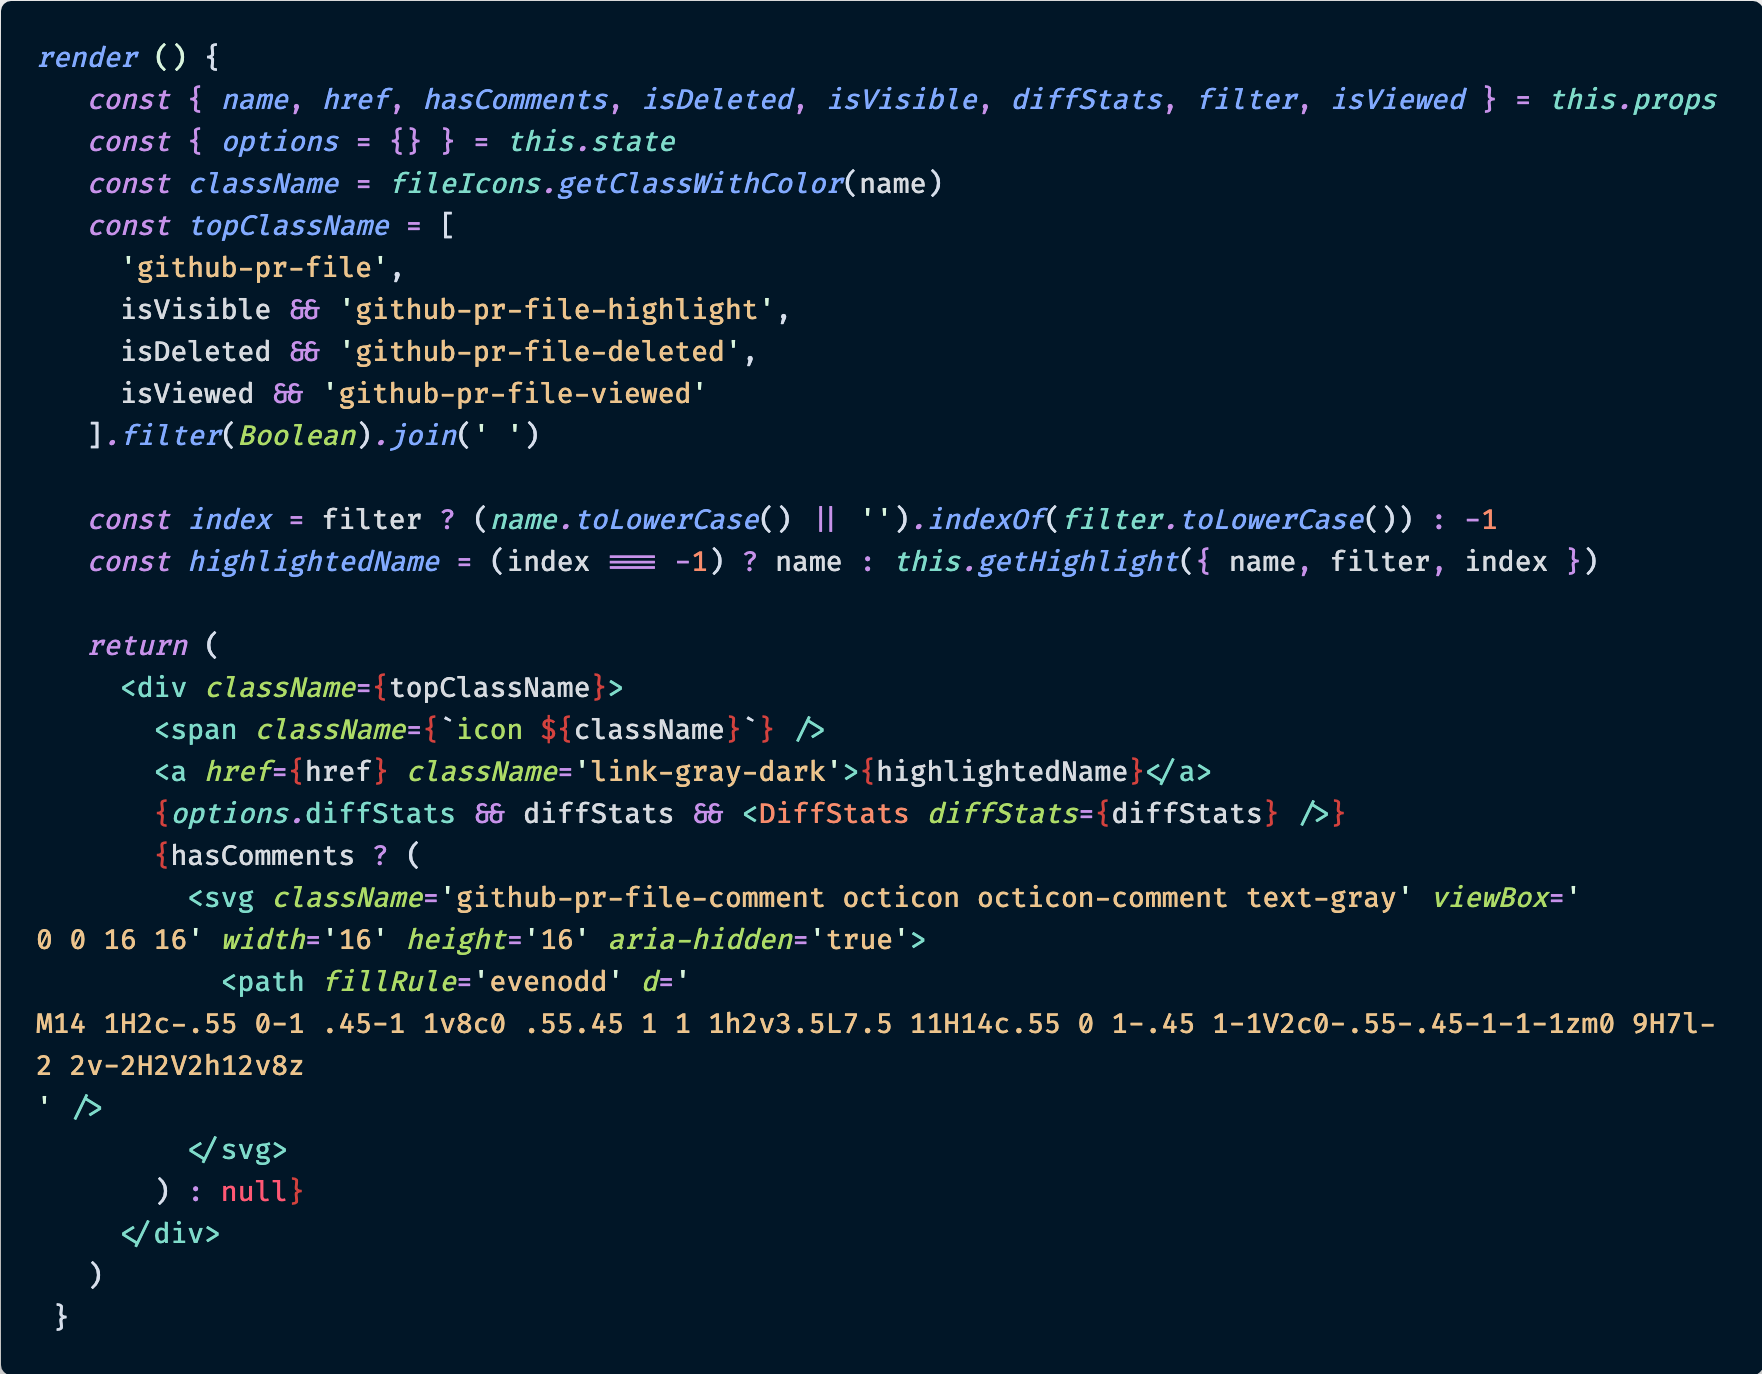 render () {
   const { name, href, hasComments, isDeleted, isVisible, diffStats, filter, isViewed } = this.props
   const { options = {} } = this.state
   const className = fileIcons.getClassWithColor(name)
   const topClassName = [
     'github-pr-file',
     isVisible && 'github-pr-file-highlight',
     isDeleted && 'github-pr-file-deleted',
     isViewed && 'github-pr-file-viewed'
   ].filter(Boolean).join(' ')

   const index = filter ? (name.toLowerCase() || '').indexOf(filter.toLowerCase()) : -1
   const highlightedName = (index === -1) ? name : this.getHighlight({ name, filter, index })

   return (
     <div className={topClassName}>
       <span className={`icon ${className}`} />
       <a href={href} className='link-gray-dark'>{highlightedName}</a>
       {options.diffStats && diffStats && <DiffStats diffStats={diffStats} />}
       {hasComments ? (
         <svg className='github-pr-file-comment octicon octicon-comment text-gray' viewBox='
0 0 16 16' width='16' height='16' aria-hidden='true'>
           <path fillRule='evenodd' d='
M14 1H2c-.55 0-1 .45-1 1v8c0 .55.45 1 1 1h2v3.5L7.5 11H14c.55 0 1-.45 1-1V2c0-.55-.45-1-1-1zm0 9H7l-
2 2v-2H2V2h12v8z
' />
         </svg>
       ) : null}
     </div>
   )
 }